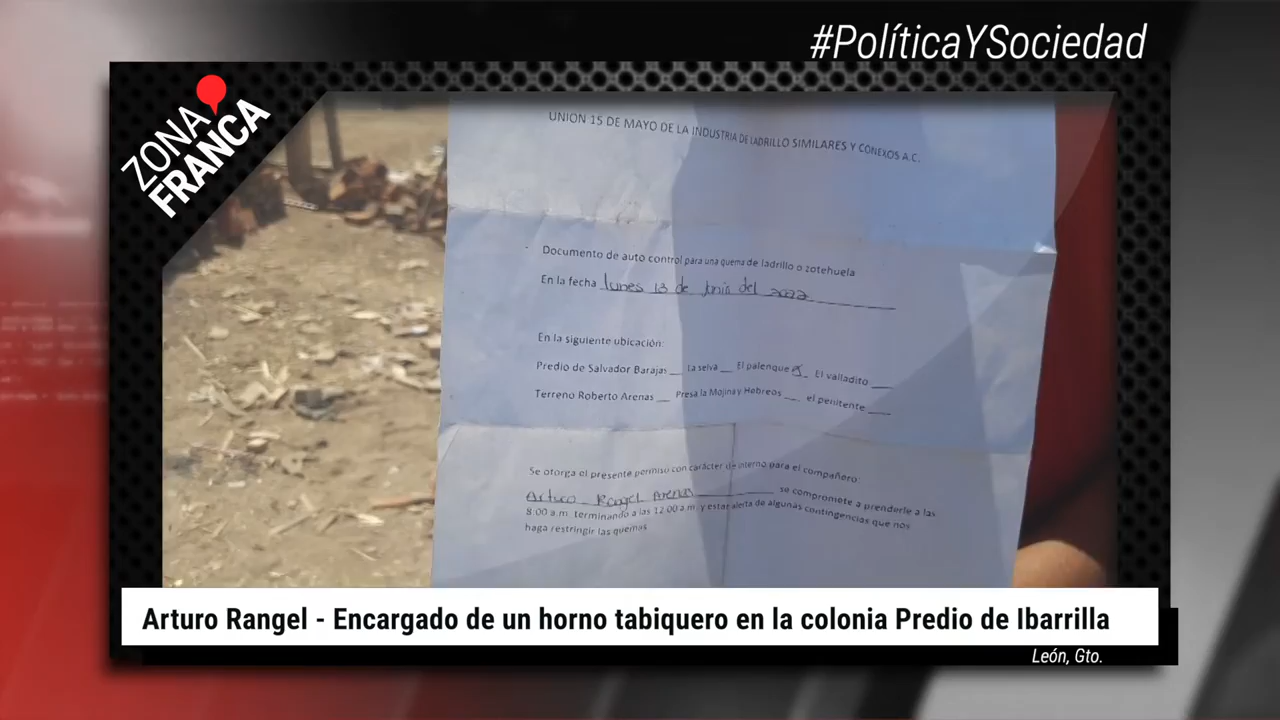 #PolíticaYSociedad
ZONA
FRANCA
UNION 15 DE MAYO DE LA INDUSTRIA DE LADRILLO SIMILARES Y CONEXOS A.C.
- Documento de auto control para una quema de ladrillo o zotehuela
En la fecha lunes 13 de Junio del 2022
En la siguiente ubicación:
Predio de Salvador Barajas __ La selva __ El palenque _ El valladito ___
Terreno Roberto Arenas __ Presa la Mojina y Hebreos __ el penitente ___
Se otorga el presente permiso con carácter de interno para el compañero:
Arturo Rangel Arenas __________ se compromete a prenderle a las
8:00 a.m. terminando a las 12:00 a.m. y estar alerta de algunas contingencias que nos
haga restringir las quemas
Arturo Rangel - Encargado de un horno tabiquero en la colonia Predio de Ibarrilla
León, Gto.